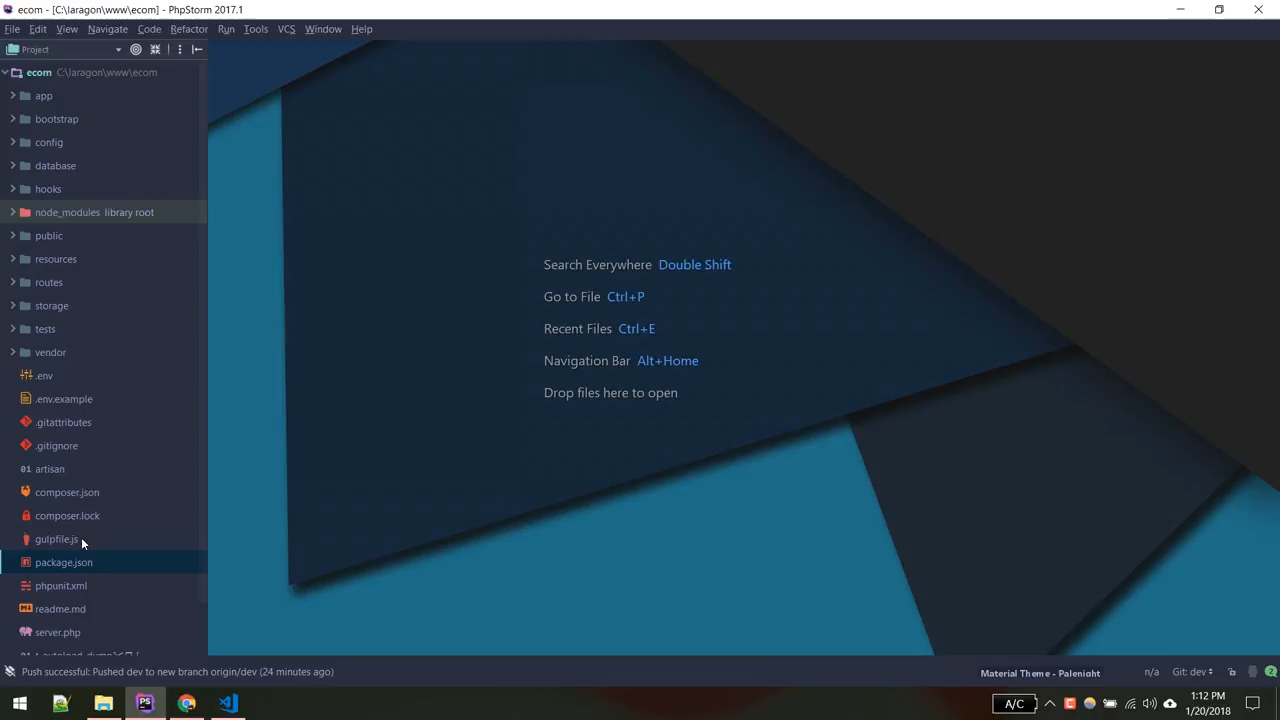 ecom - [C:\laragon\www\ecom] - PhpStorm 2017.1
File Edit View Navigate Code Refactor Run Tools VCS Window Help
Project
ecom C:\laragon\www\ecom
app
bootstrap
config
database
hooks
node_modules library root
public
resources
routes
storage
tests
vendor
.env
.env.example
.gitattributes
.gitignore
artisan
composer.json
composer.lock
gulpfile.js
package.json
phpunit.xml
readme.md
server.php
Search Everywhere Double Shift
Go to File Ctrl+P
Recent Files Ctrl+E
Navigation Bar Alt+Home
Drop files here to open
Push successful: Pushed dev to new branch origin/dev (24 minutes ago)
Material Theme - Palenight
n/a
Git: dev
2
PS
A/C
1:12 PM
1/20/2018